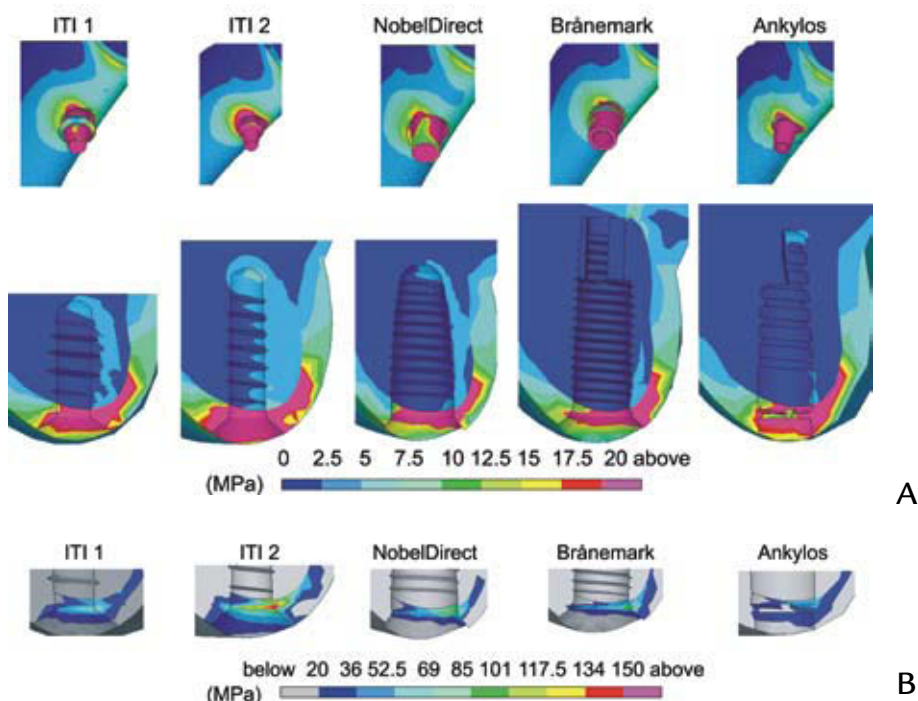 ITI 1 ITI 2 NobelDirect Brånemark Ankylos
0 2.5 5 7.5 10 12.5 15 17.5 20 above
(MPa)
A
ITI 1 ITI 2 NobelDirect Brånemark Ankylos
below 20 36 52.5 69 85 101 117.5 134 150 above
(MPa)
B